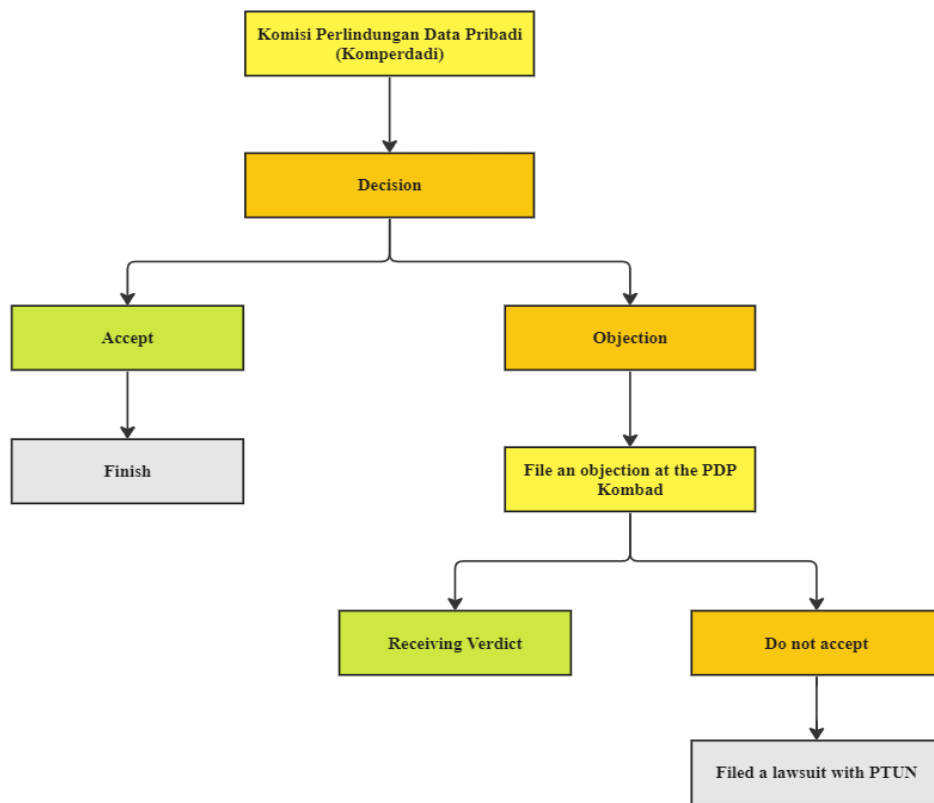 Komisi Perlindungan Data Pribadi
(Komperdadi)
Decision
Accept
Objection
Finish
File an objection at the PDP
Kombad
Receiving Verdict
Do not accept
Filed a lawsuit with PTUN